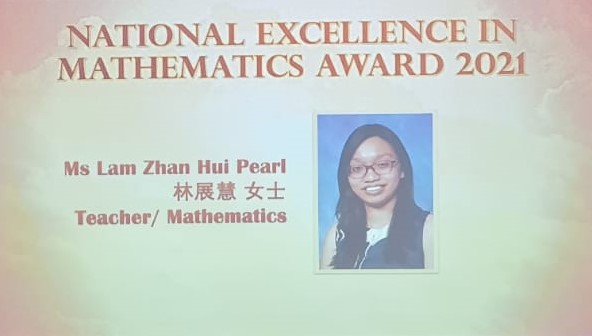 NATIONAL EXCELLENCE IN
MATHEMATICS AWARD 2021
Ms Lam Zhan Hui Pearl
林展慧 女士
Teacher/ Mathematics